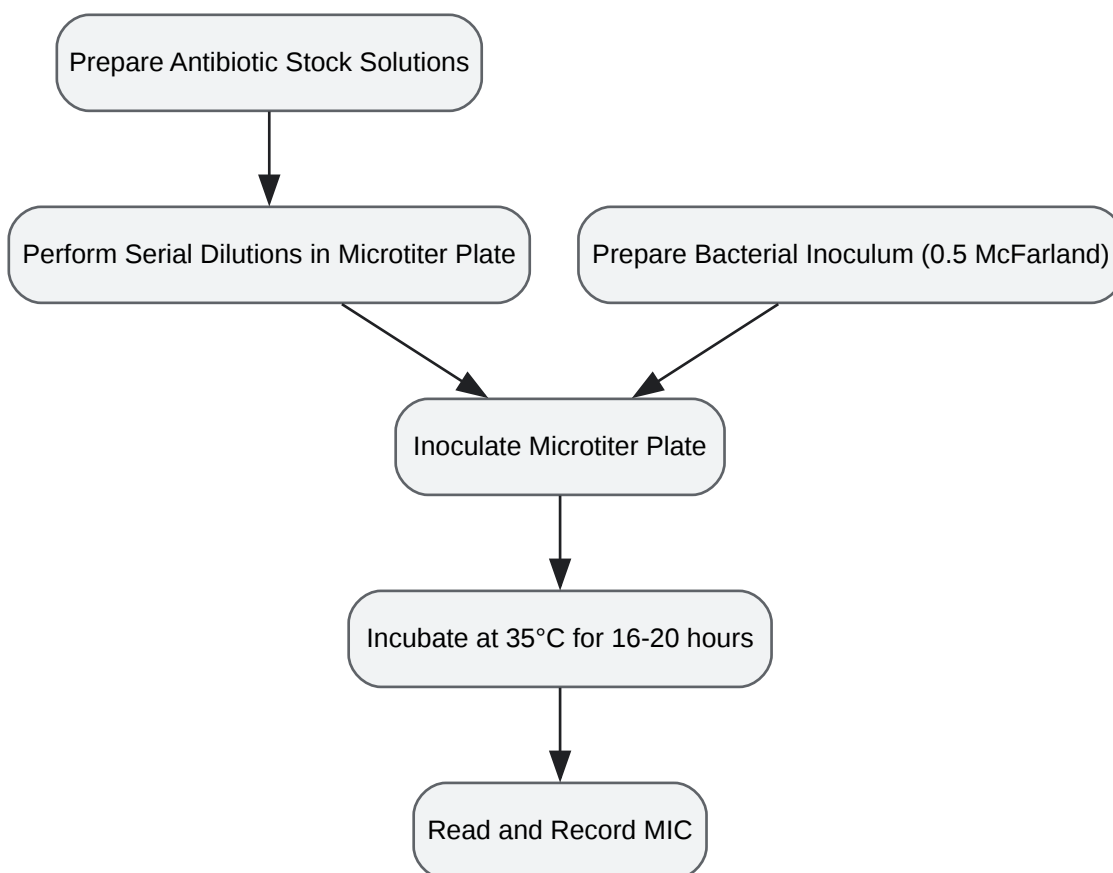 Prepare Antibiotic Stock Solutions
Perform Serial Dilutions in Microtiter Plate
Prepare Bacterial Inoculum (0.5 McFarland)
Inoculate Microtiter Plate
Incubate at 35°C for 16-20 hours
Read and Record MIC